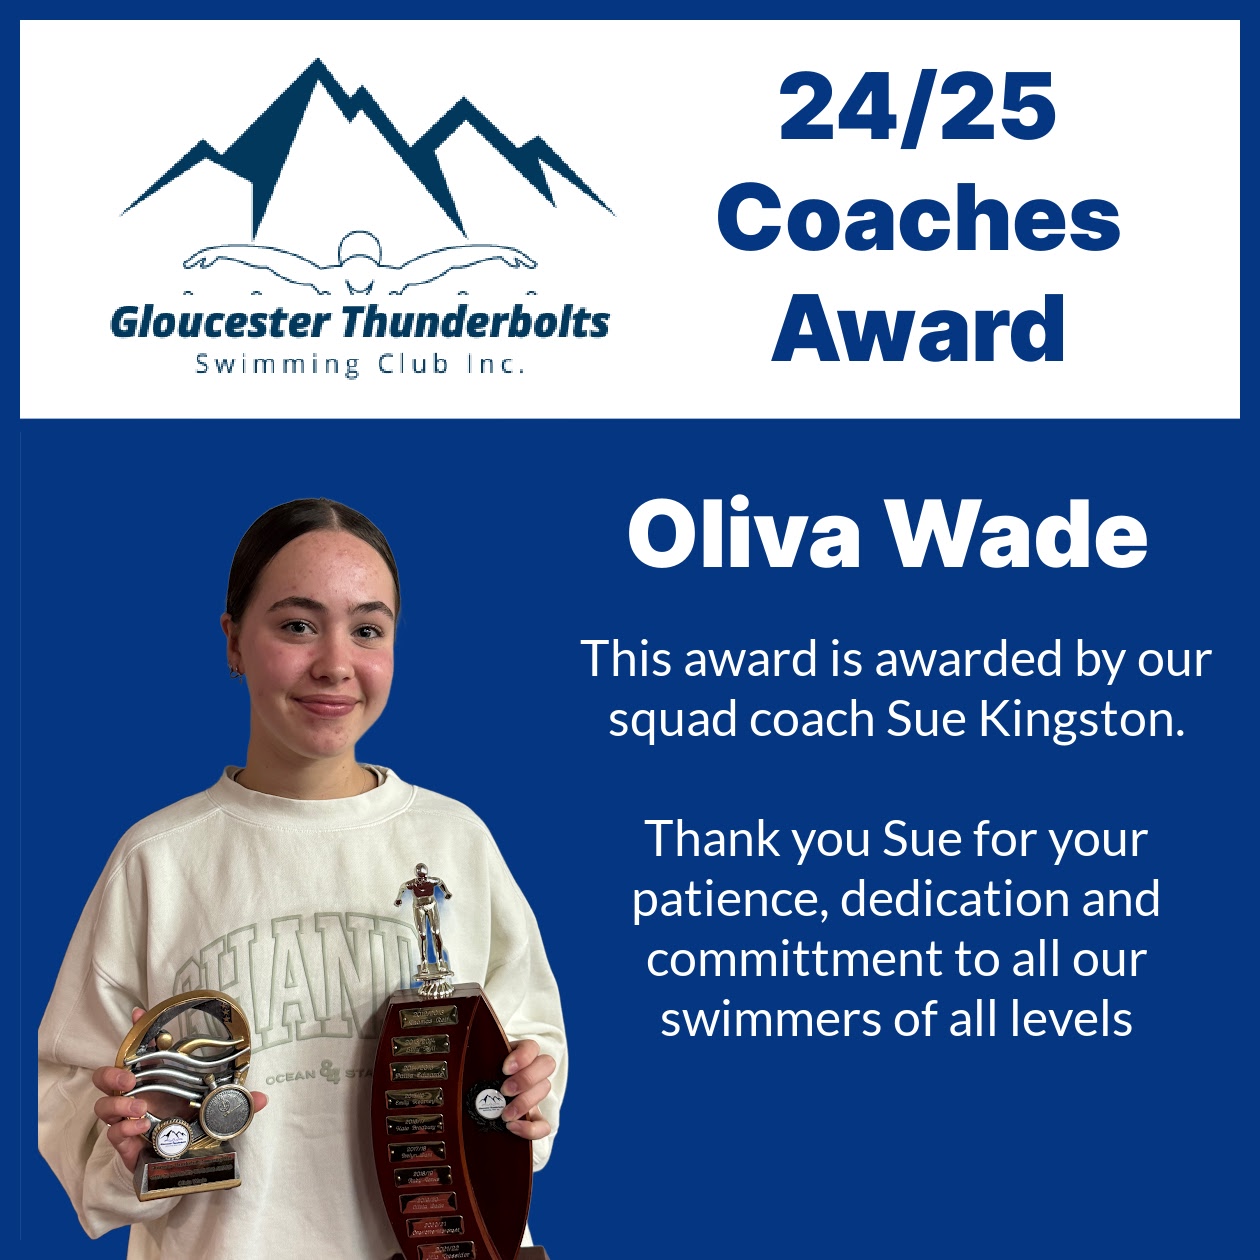 24/25
Coaches
Award
Gloucester Thunderbolts
Swimming Club Inc.
Oliva Wade
This award is awarded by our
squad coach Sue Kingston.
Thank you Sue for your
patience, dedication and
committment to all our
swimmers of all levels
OCEAN
2018/19